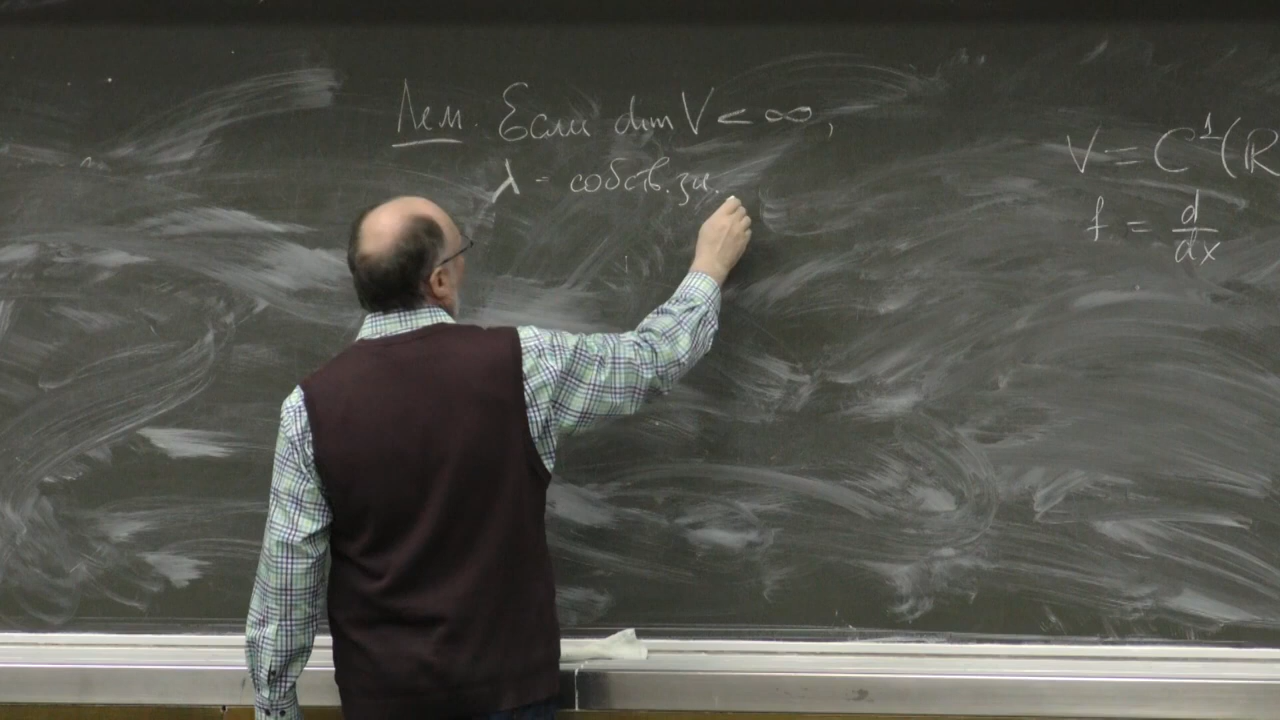 Лем. Если dim V < ∞,
λ - собств. зн.
V = C¹(ℝ
f = d/dx